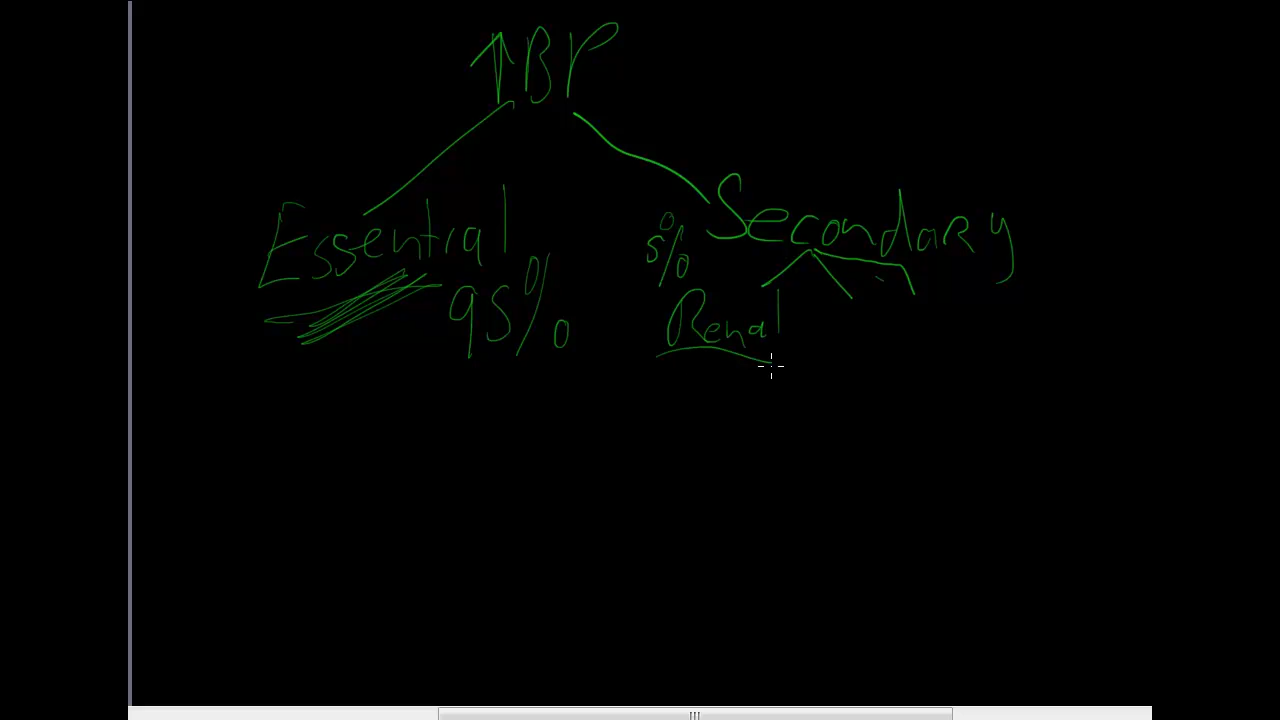 ↑BP
Essential
95%
5%
Secondary
Renal